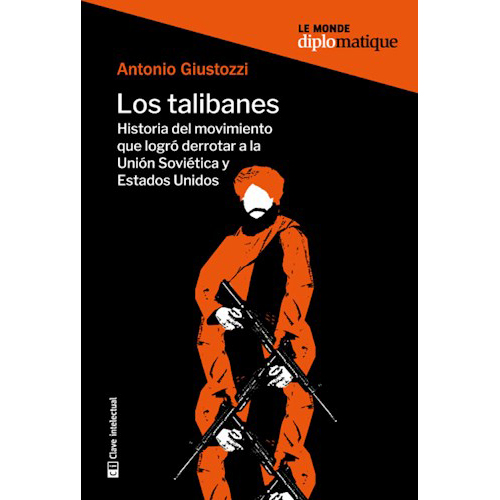 LE MONDE
diplomatique
Antonio Giustozzi
Los talibanes
Historia del movimiento
que logró derrotar a la
Unión Soviética y
Estados Unidos
CI Clave Intelectual